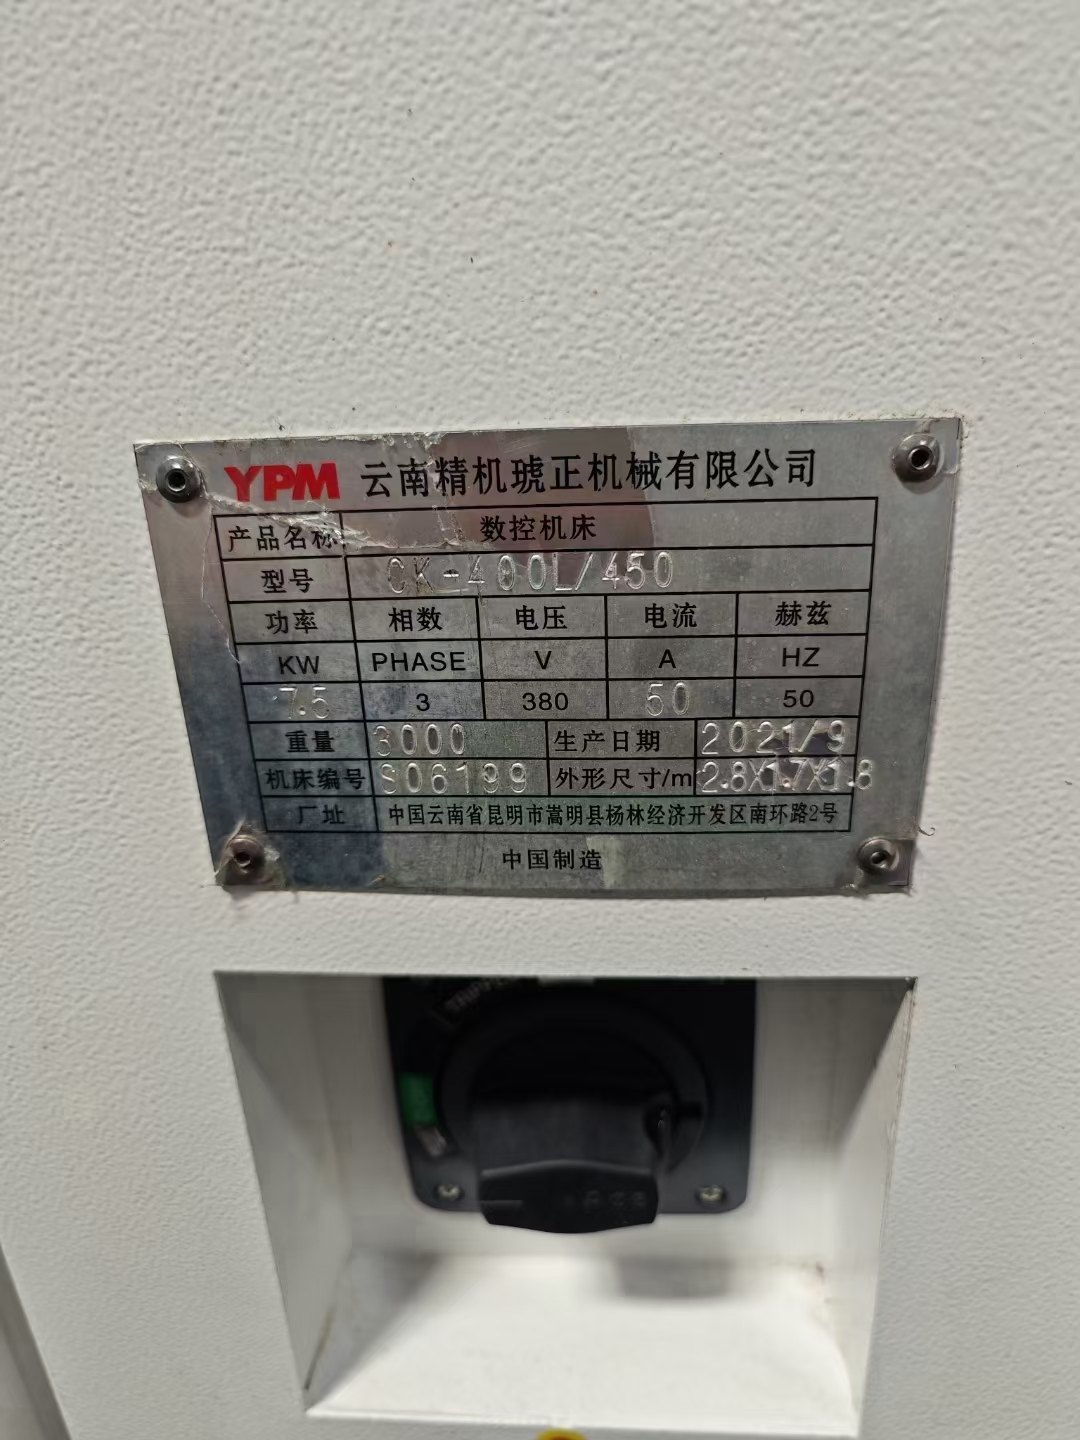 YPM 云南精机琥正机械有限公司
产品名称 数控机床
型号 CK-400L/450
功率 相数 电压 电流 赫兹
KW PHASE V A HZ
7.5 3 380 50 50
重量 3000 生产日期 2021/9
机床编号 S06199 外形尺寸/m 2.8X1.7X1.8
厂址 中国云南省昆明市嵩明县杨林经济开发区南环路2号
中国制造